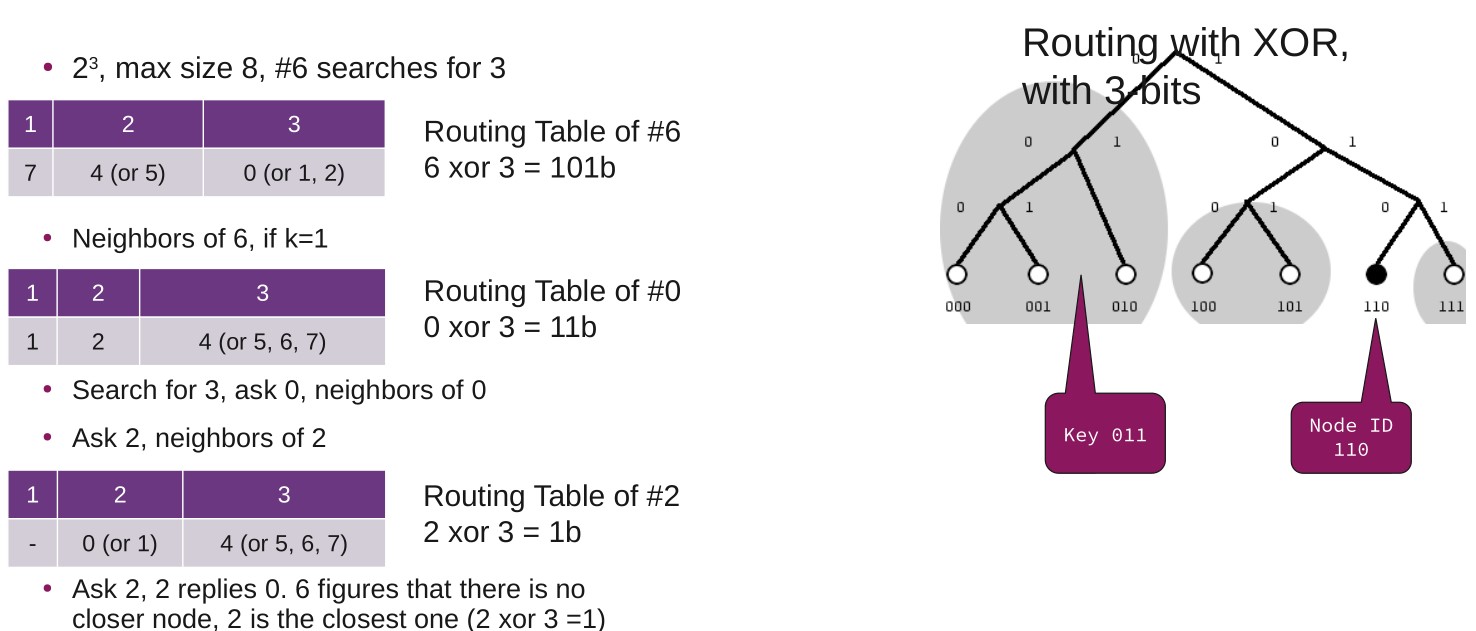 Routing with XOR,
with 3-bits
• 2³, max size 8, #6 searches for 3
1 2 3
7 4 (or 5) 0 (or 1, 2)
Routing Table of #6
6 xor 3 = 101b
• Neighbors of 6, if k=1
1 2 3
1 2 4 (or 5, 6, 7)
Routing Table of #0
0 xor 3 = 11b
• Search for 3, ask 0, neighbors of 0
• Ask 2, neighbors of 2
1 2 3
- 0 (or 1) 4 (or 5, 6, 7)
Routing Table of #2
2 xor 3 = 1b
• Ask 2, 2 replies 0. 6 figures that there is no
closer node, 2 is the closest one (2 xor 3 =1)
0 1
0 1 0 1
0 1 0 1 0 1
000 001 010 100 101 110 111
Key 011
Node ID
110